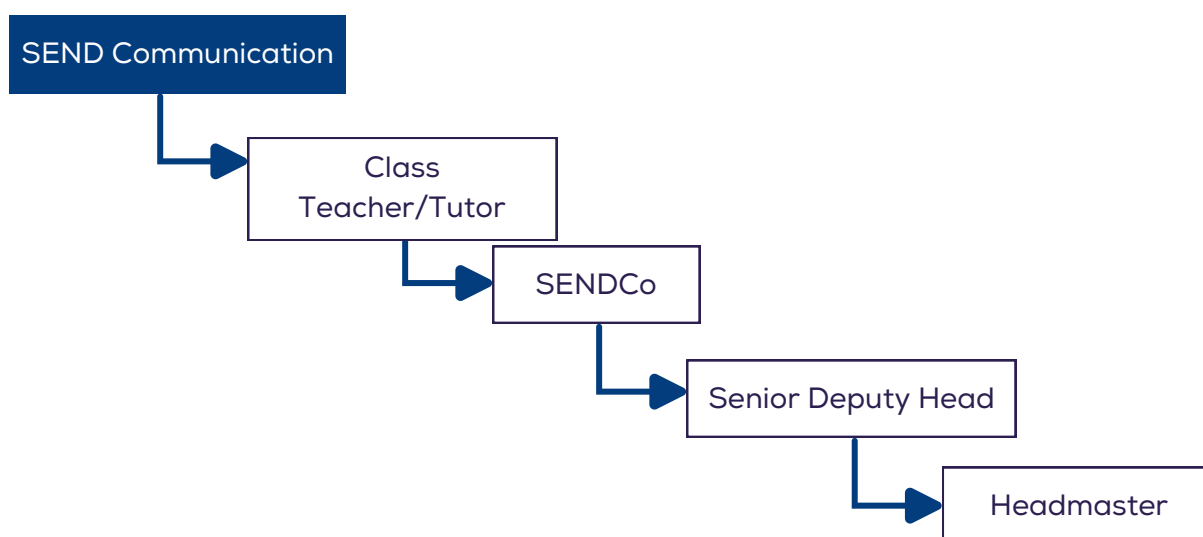 SEND Communication
Class
Teacher/Tutor
SENDCo
Senior Deputy Head
Headmaster